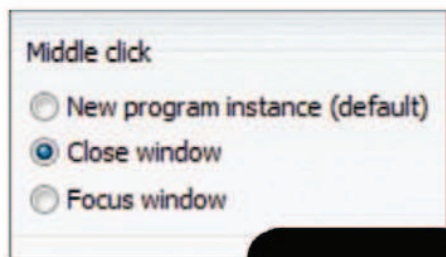 Middle click
New program instance (default)
Close window
Focus window